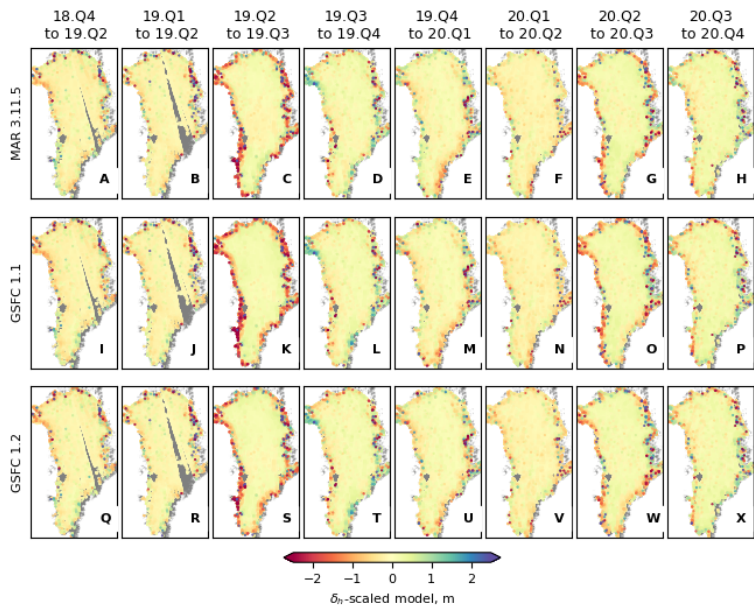 18.Q4 19.Q1 19.Q2 19.Q3 19.Q4 20.Q1 20.Q2 20.Q3
to 19.Q2 to 19.Q2 to 19.Q3 to 19.Q4 to 20.Q1 to 20.Q2 to 20.Q3 to 20.Q4
MAR 3.11.5
A B C D E F G H
GSFC 1.1
I J K L M N O P
GSFC 1.2
Q R S T U V W X
−2 −1 0 1 2
δh-scaled model, m